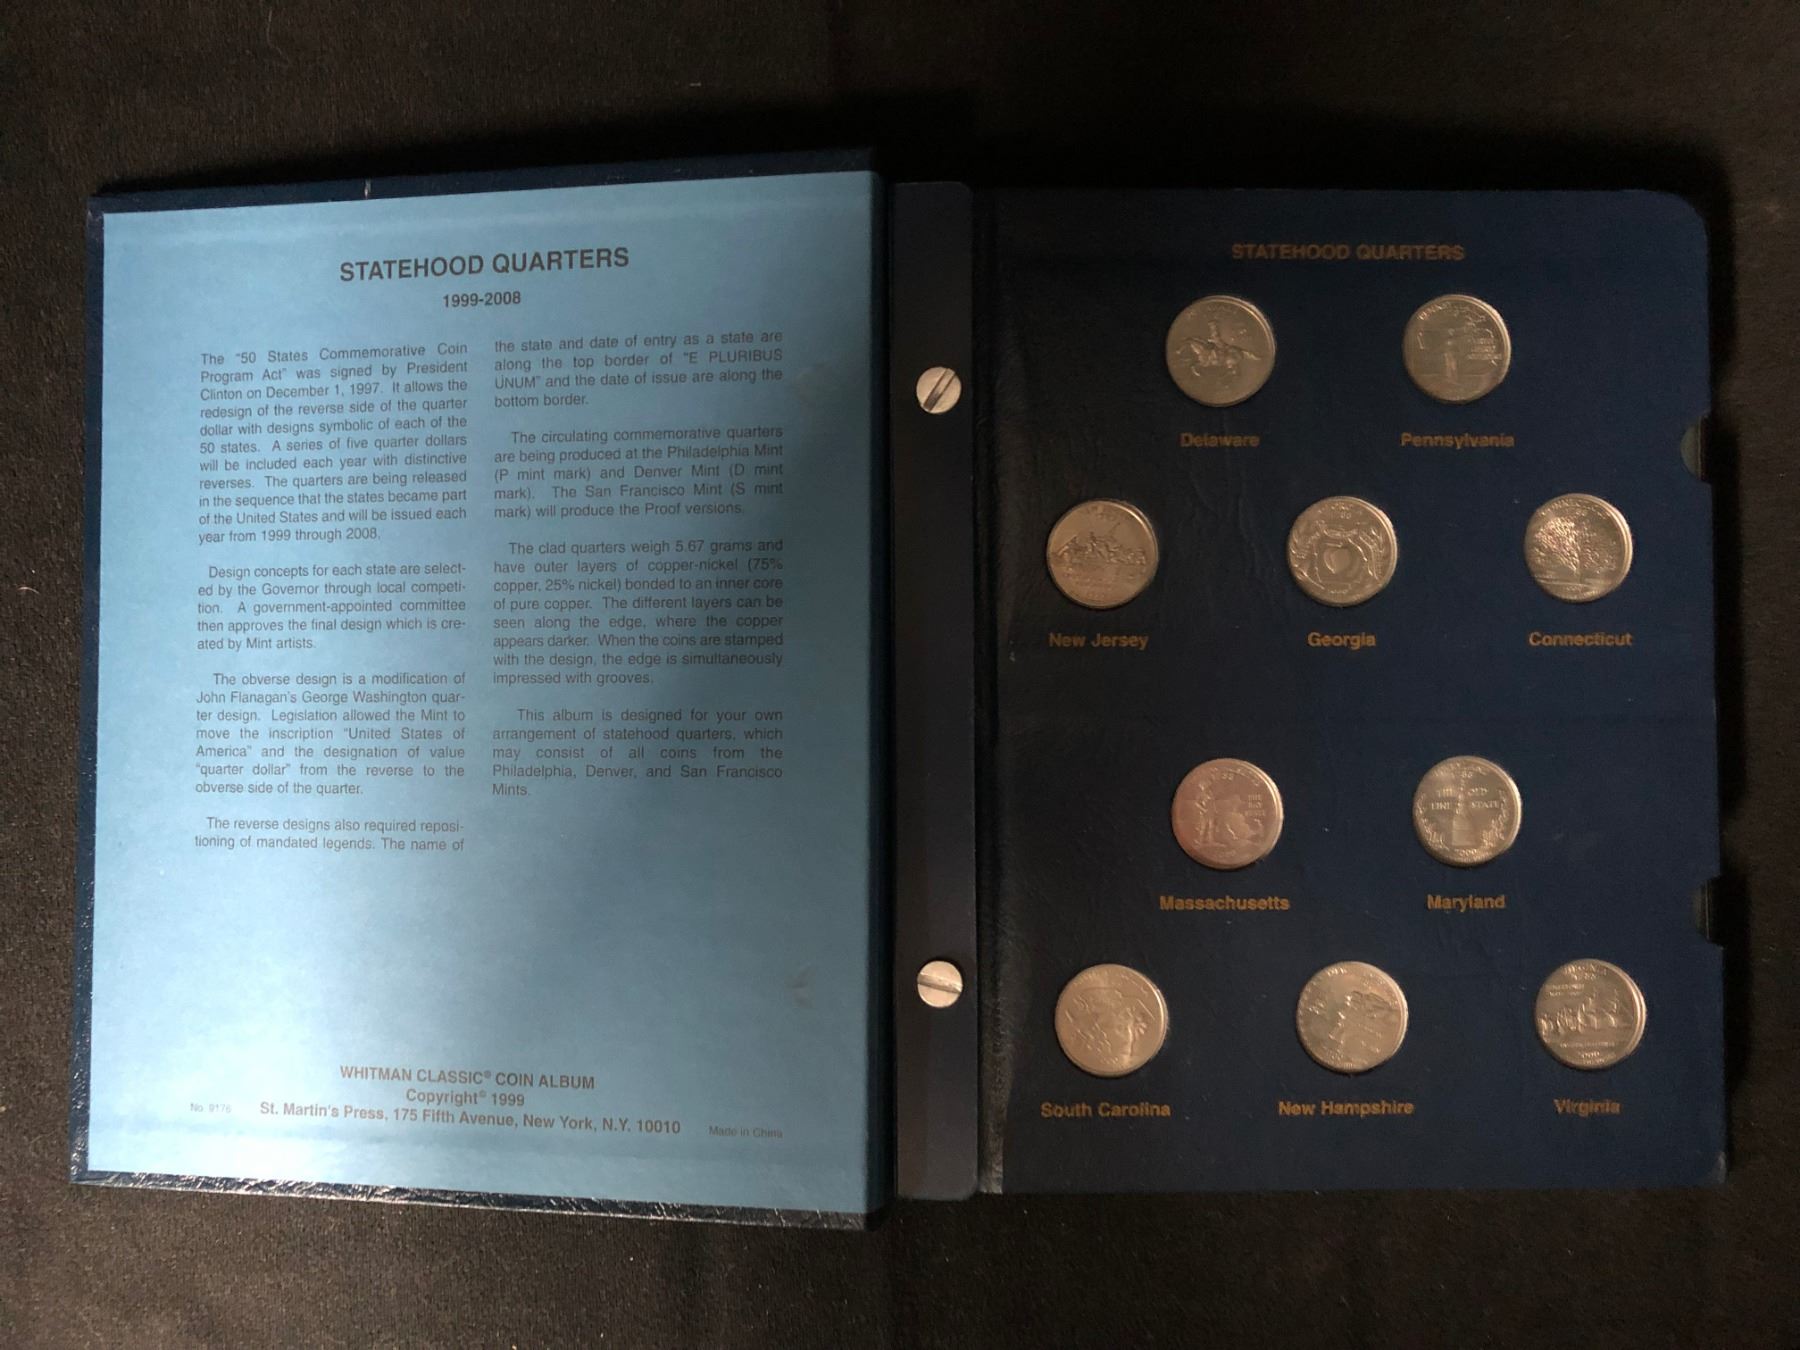 STATEHOOD QUARTERS
1999-2008
The "50 States Commemorative Coin
Program Act" was signed by President
Clinton on December 1, 1997. It allows the
redesign of the reverse side of the quarter
dollar with designs symbolic of each of the
50 states. A series of five quarter dollars
will be included each year with distinctive
reverses. The quarters are being released
in the sequence that the states became part
of the United States and will be issued each
year from 1999 through 2008.
Design concepts for each state are select-
ed by the Governor through local competi-
tion. A government-appointed committee
then approves the final design which is cre-
ated by Mint artists.
The obverse design is a modification of
John Flanagan's George Washington quar-
ter design. Legislation allowed the Mint to
move the inscription "United States of
America" and the designation of value
"quarter dollar" from the reverse to the
obverse side of the quarter.
The reverse designs also required reposi-
tioning of mandated legends. The name of
the state and date of entry as a state are
along the top border of "E PLURIBUS
UNUM" and the date of issue are along the
bottom border.
The circulating commemorative quarters
are being produced at the Philadelphia Mint
(P mint mark) and Denver Mint (D mint
mark). The San Francisco Mint (S mint
mark) will produce the Proof versions.
The clad quarters weigh 5.67 grams and
have outer layers of copper-nickel (75%
copper, 25% nickel) bonded to an inner core
of pure copper. The different layers can be
seen along the edge, where the copper
appears darker. When the coins are stamped
with the design, the edge is simultaneously
impressed with grooves.
This album is designed for your own
arrangement of statehood quarters, which
may consist of all coins from the
Philadelphia, Denver, and San Francisco
Mints.
WHITMAN CLASSIC® COIN ALBUM
Copyright® 1999
No. 9176 St. Martin's Press, 175 Fifth Avenue, New York, N.Y. 10010 Made in China
STATEHOOD QUARTERS
Delaware Pennsylvania
New Jersey Georgia Connecticut
THE OLD
LINE STATE
Massachusetts Maryland
VIRGINIA
South Carolina New Hampshire Virginia